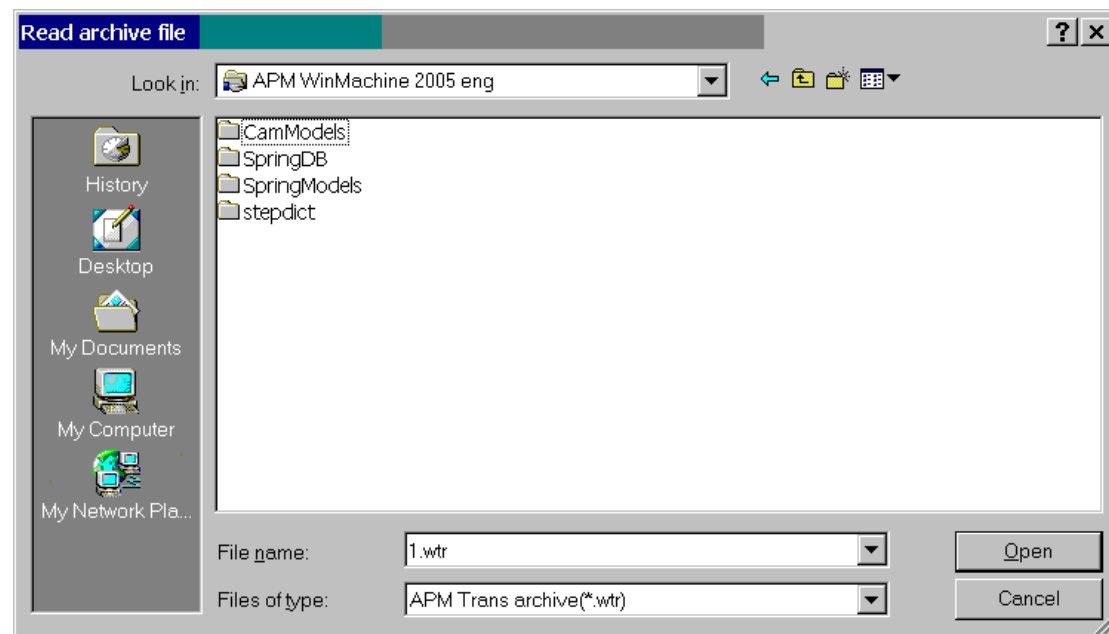 Read archive file
Look in: APM WinMachine 2005 eng
CamModels
SpringDB
SpringModels
stepdict
History
Desktop
My Documents
My Computer
My Network Pla...
File name: 1.wtr Open
Files of type: APM Trans archive(*.wtr) Cancel